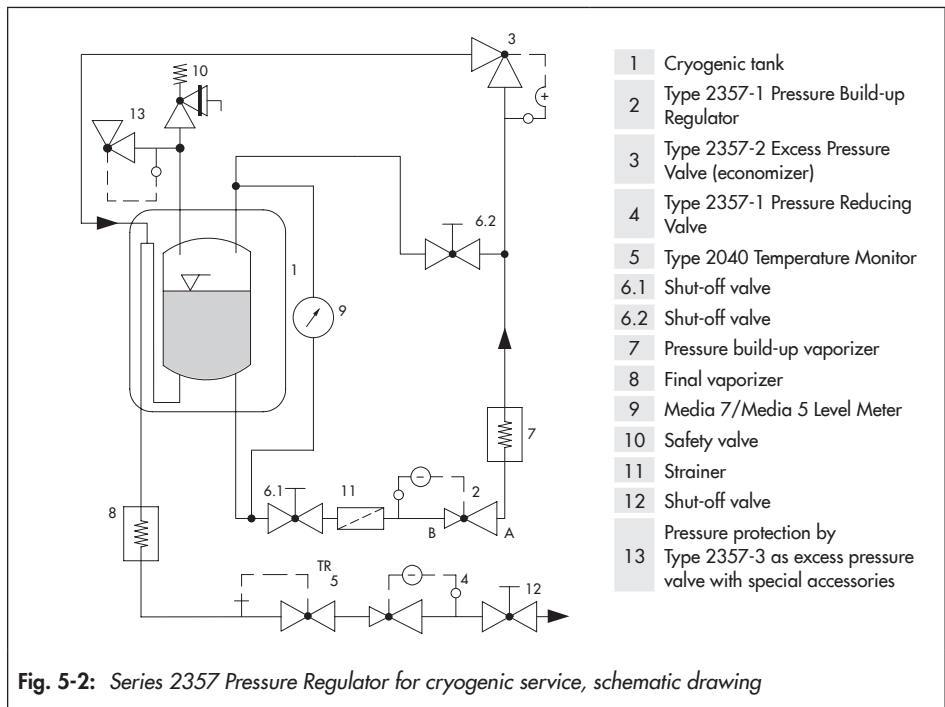 3
10
13
6.2
1
9
7
6.1
11
2
B
A
8
TR
5
4
12
+
−
−
1 Cryogenic tank
2 Type 2357-1 Pressure Build-up
Regulator
3 Type 2357-2 Excess Pressure
Valve (economizer)
4 Type 2357-1 Pressure Reducing
Valve
5 Type 2040 Temperature Monitor
6.1 Shut-off valve
6.2 Shut-off valve
7 Pressure build-up vaporizer
8 Final vaporizer
9 Media 7/Media 5 Level Meter
10 Safety valve
11 Strainer
12 Shut-off valve
13 Pressure protection by
Type 2357-3 as excess pressure
valve with special accessories
Fig. 5-2: Series 2357 Pressure Regulator for cryogenic service, schematic drawing